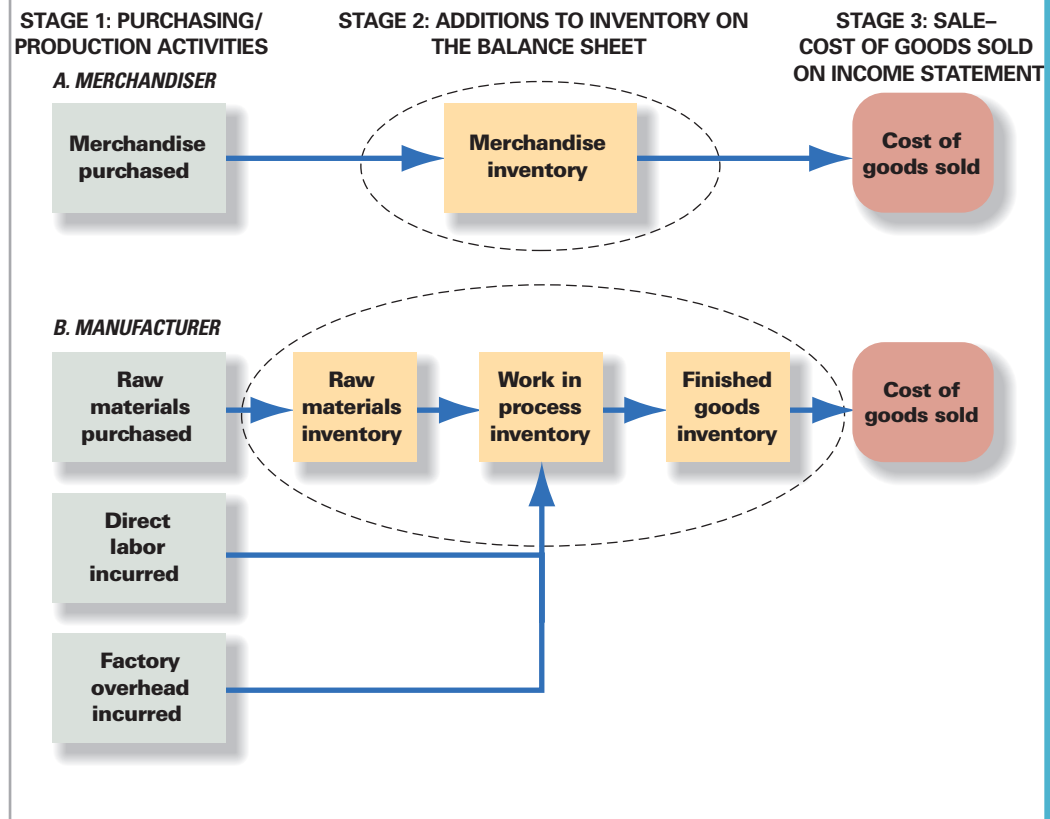 STAGE 1: PURCHASING/
PRODUCTION ACTIVITIES
STAGE 2: ADDITIONS TO INVENTORY ON
THE BALANCE SHEET
STAGE 3: SALE–
COST OF GOODS SOLD
ON INCOME STATEMENT
A. MERCHANDISER
Merchandise
purchased
Merchandise
inventory
Cost of
goods sold
B. MANUFACTURER
Raw
materials
purchased
Raw
materials
inventory
Work in
process
inventory
Finished
goods
inventory
Cost of
goods sold
Direct
labor
incurred
Factory
overhead
incurred